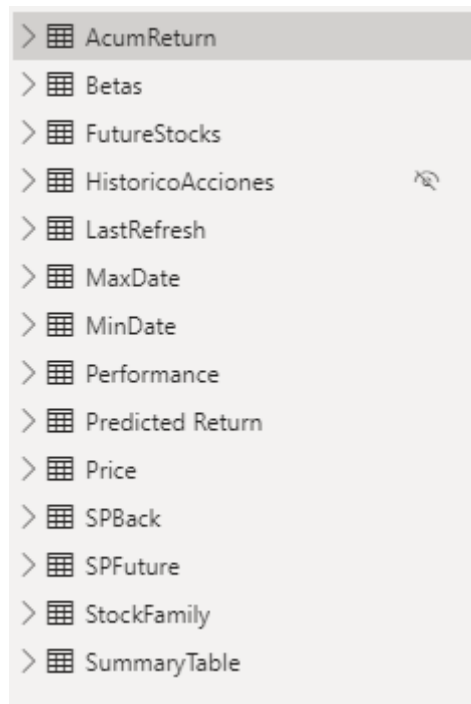 AcumReturn
Betas
FutureStocks
HistoricoAcciones
LastRefresh
MaxDate
MinDate
Performance
Predicted Return
Price
SPBack
SPFuture
StockFamily
SummaryTable